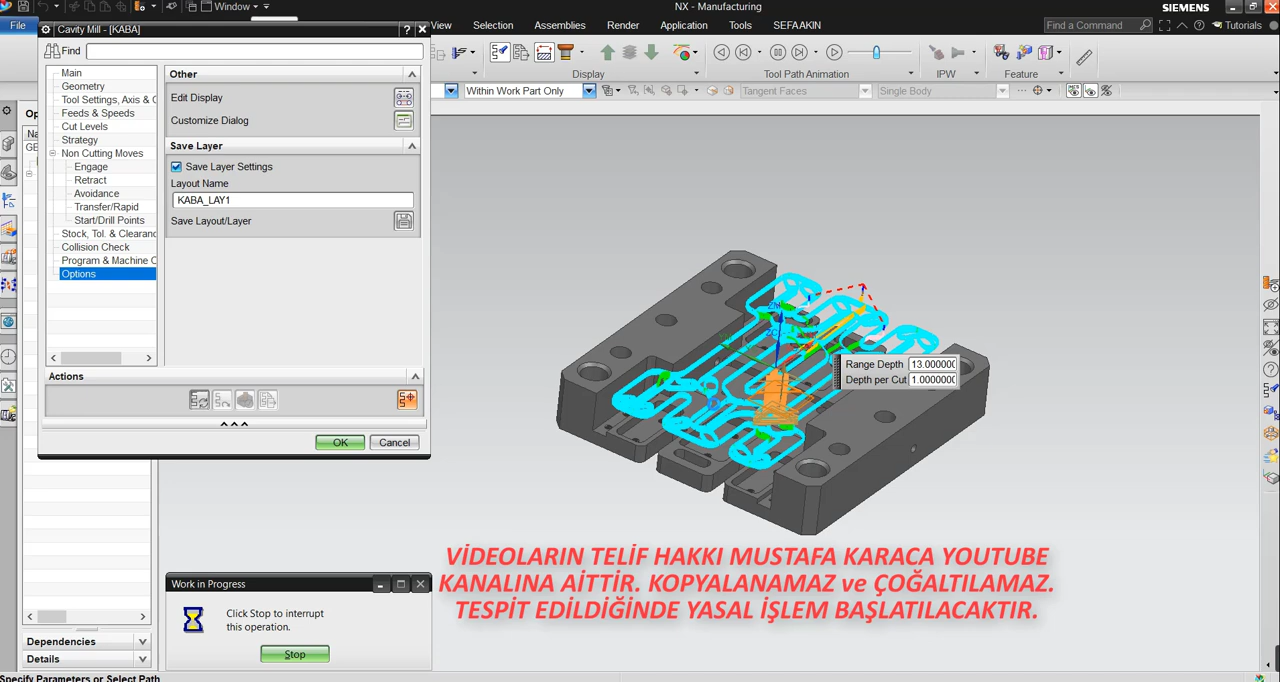 Window
NX - Manufacturing
SIEMENS
File
View
Selection
Assemblies
Render
Application
Tools
SEFAAKIN
Find a Command
Tutorials
Cavity Mill - [KABA]
Find
Main
Geometry
Tool Settings, Axis & C
Feeds & Speeds
Cut Levels
Strategy
Non Cutting Moves
Engage
Retract
Avoidance
Transfer/Rapid
Start/Drill Points
Stock, Tol. & Clearanc
Collision Check
Program & Machine C
Options
Other
Edit Display
Customize Dialog
Save Layer
Save Layer Settings
Layout Name
KABA_LAY1
Save Layout/Layer
Actions
OK
Cancel
Display
Tool Path Animation
IPW
Feature
Within Work Part Only
Tangent Faces
Single Body
Op
Na
GE
Range Depth 13.000000
Depth per Cut 1.0000000
Work in Progress
Click Stop to interrupt
this operation.
Stop
VİDEOLARIN TELİF HAKKI MUSTAFA KARACA YOUTUBE
KANALINA AİTTİR. KOPYALANAMAZ ve ÇOĞALTILAMAZ.
TESPİT EDİLDİĞİNDE YASAL İŞLEM BAŞLATILACAKTIR.
Dependencies
Details
Specify Parameters or Select Path